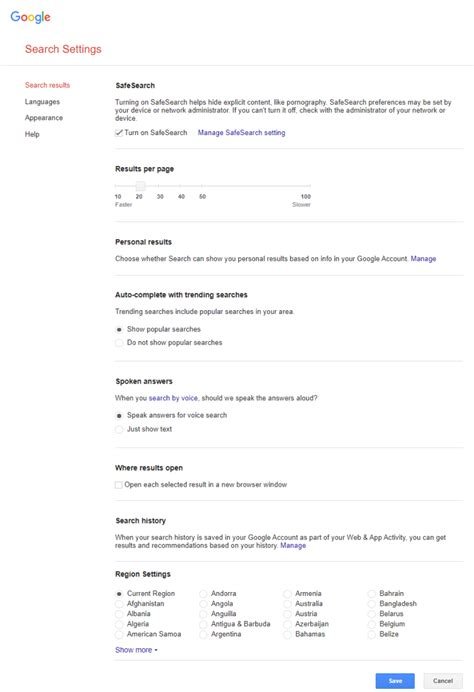 Google
Search Settings
Search results
Languages
Appearance
Help
SafeSearch
Turning on SafeSearch helps hide explicit content, like pornography. SafeSearch preferences may be set by
your device or network administrator. If you can't turn it off, check with the administrator of your network or
device.
Turn on SafeSearch Manage SafeSearch setting
Results per page
10 20 30 40 50 100
Faster Slower
Personal results
Choose whether Search can show you personal results based on info in your Google Account. Manage
Auto-complete with trending searches
Trending searches include popular searches in your area.
Show popular searches
Do not show popular searches
Spoken answers
When you search by voice, should we speak the answers aloud?
Speak answers for voice search
Just show text
Where results open
Open each selected result in a new browser window
Search history
When your search history is saved in your Google Account as part of your Web & App Activity, you can get
results and recommendations based on your history. Manage
Region Settings
Current Region Andorra Armenia Bahrain
Afghanistan Angola Australia Bangladesh
Albania Anguilla Austria Belarus
Algeria Antigua & Barbuda Azerbaijan Belgium
American Samoa Argentina Bahamas Belize
Show more
Save Cancel